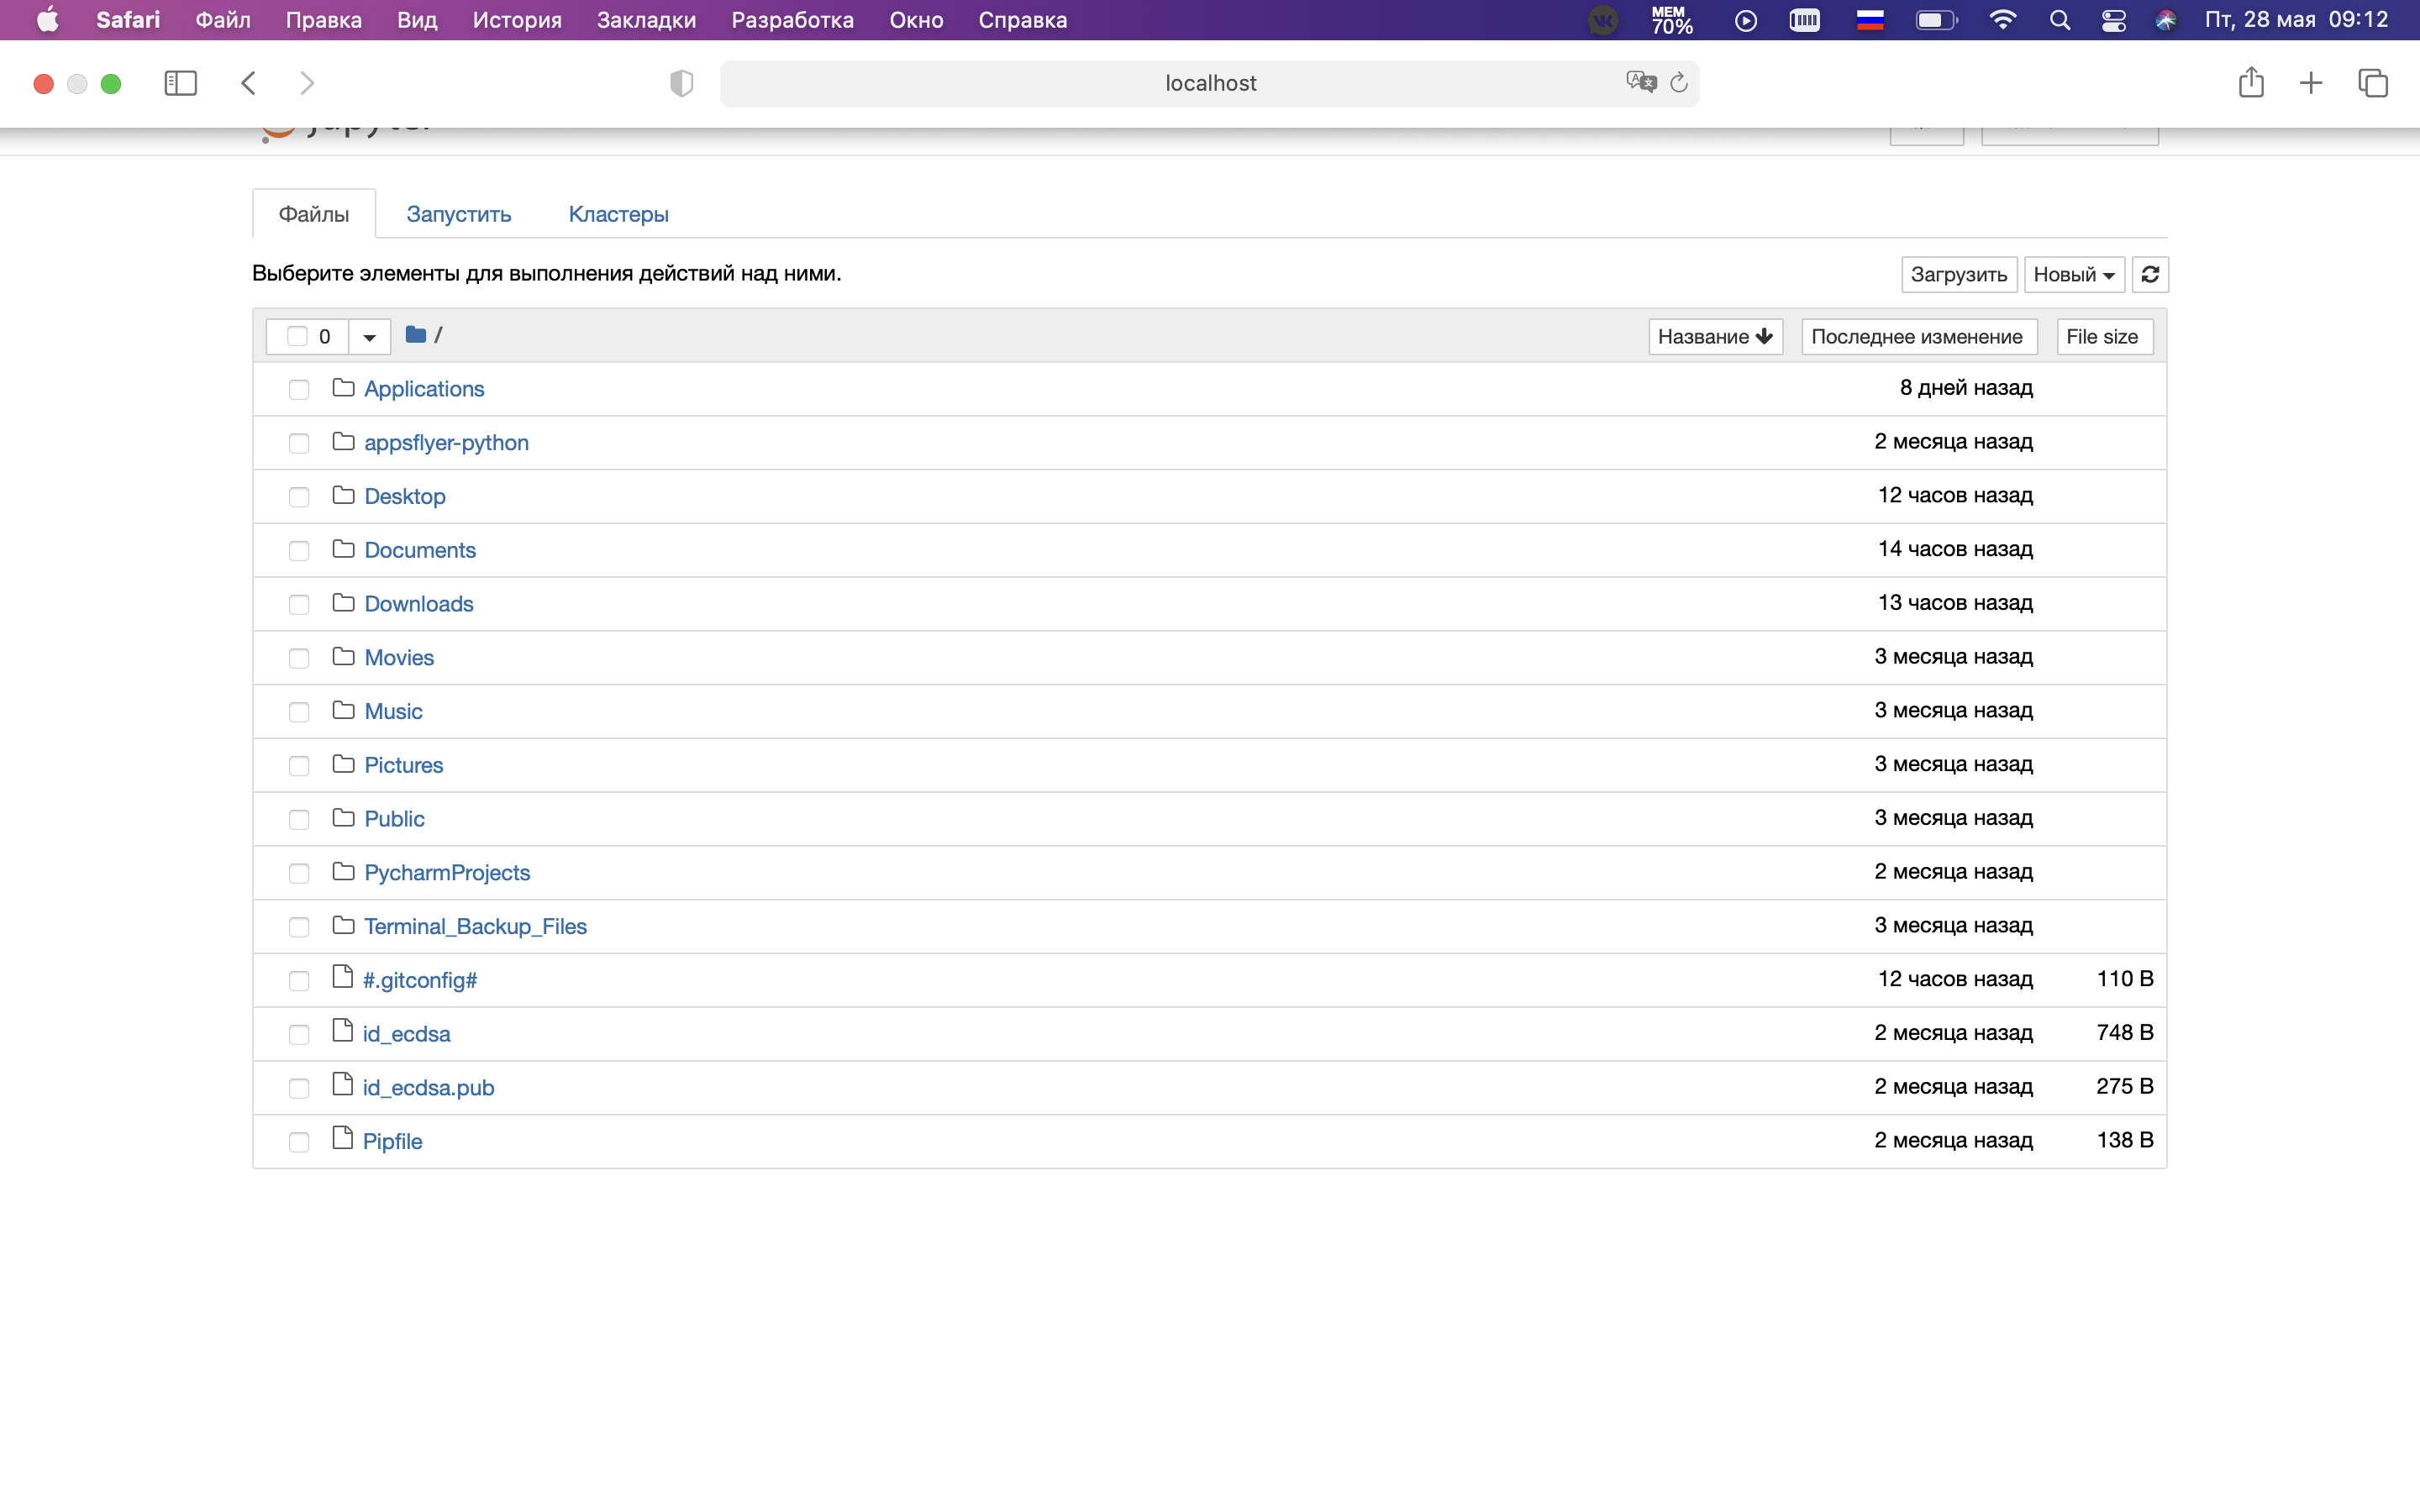 Safari Файл Правка Вид История Закладки Разработка Окно Справка MEM 70% Пт, 28 мая 09:12
localhost
jupyter
Файлы Запустить Кластеры
Выберите элементы для выполнения действий над ними. Загрузить Новый
0 / Название Последнее изменение File size
Applications 8 дней назад
appsflyer-python 2 месяца назад
Desktop 12 часов назад
Documents 14 часов назад
Downloads 13 часов назад
Movies 3 месяца назад
Music 3 месяца назад
Pictures 3 месяца назад
Public 3 месяца назад
PycharmProjects 2 месяца назад
Terminal_Backup_Files 3 месяца назад
#.gitconfig# 12 часов назад 110 B
id_ecdsa 2 месяца назад 748 B
id_ecdsa.pub 2 месяца назад 275 B
Pipfile 2 месяца назад 138 B